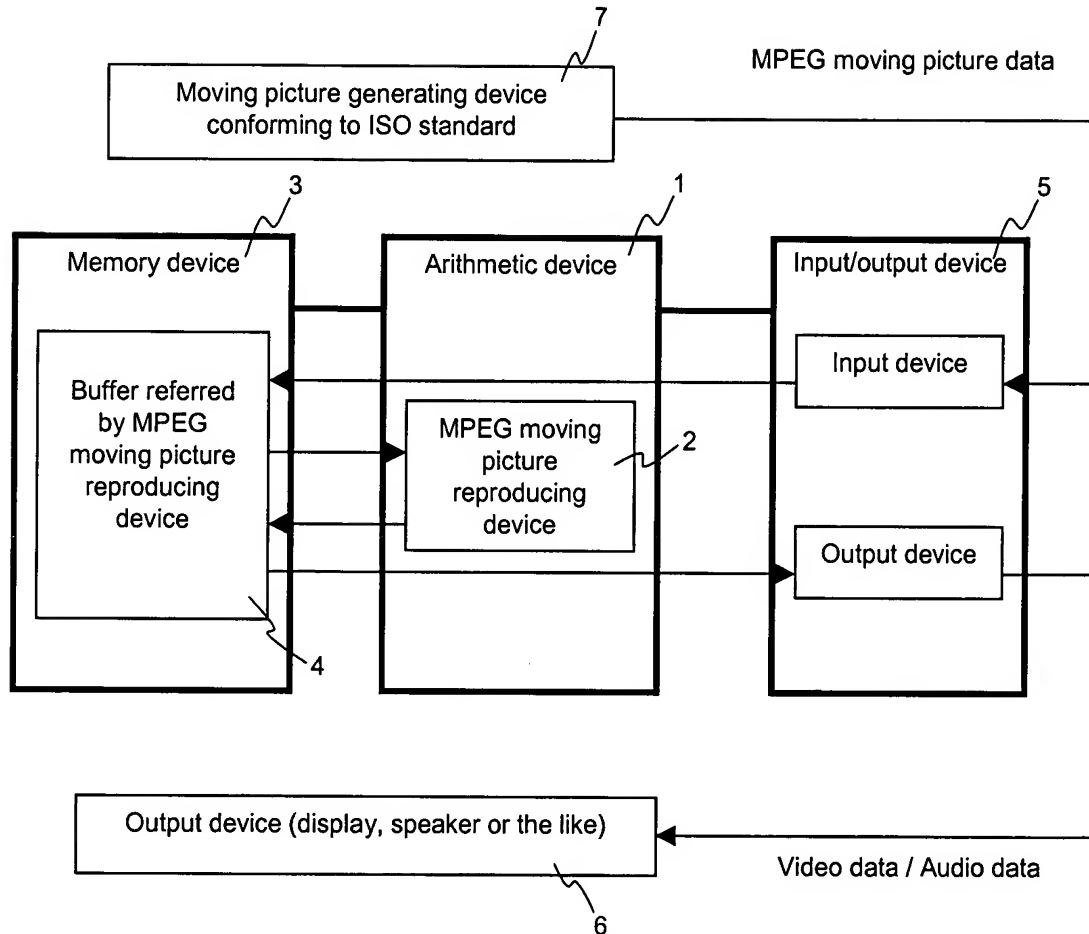 7
MPEG moving picture data
Moving picture generating device
conforming to ISO standard
3
1
5
Memory device
Arithmetic device
Input/output device
Input device
Buffer referred
by MPEG
moving picture
reproducing
device
MPEG moving
picture
reproducing
device
2
Output device
4
Output device (display, speaker or the like)
Video data / Audio data
6